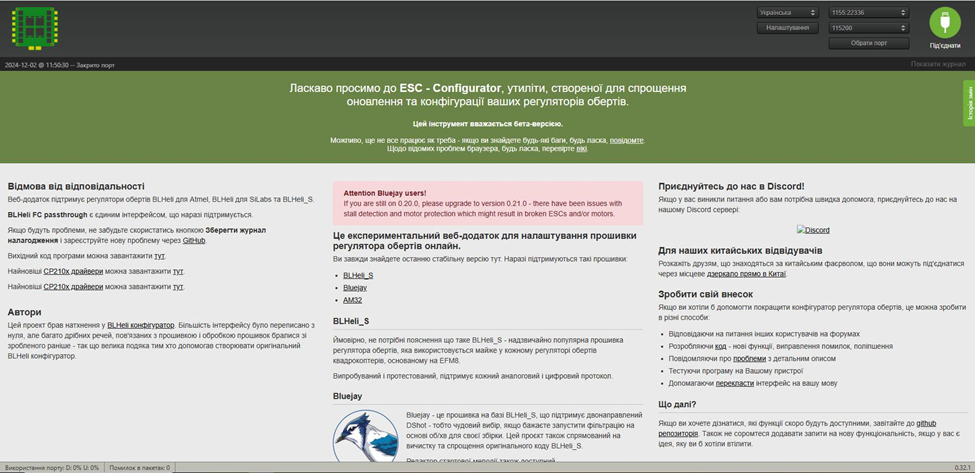 Українська
1155:22336
Налаштування
115200
Обрати порт
Під'єднати
2024-12-02 @ 11:50:30 -- Закрито порт
Показати журнал
Ласкаво просимо до ESC - Configurator, утиліти, створеної для спрощення
оновлення та конфігурації ваших регуляторів обертів.
Цей інструмент вважається бета-версією.
Можливо, ще не все працює як треба - якщо ви знайдете будь-які баги, будь ласка, повідомте.
Щодо відомих проблем браузера, будь ласка, перевірте вікі.
Історія змін
Відмова від відповідальності
Веб-додаток підтримує регулятори обертів BLHeli для Atmel, BLHeli для SiLabs та BLHeli_S.
BLHeli FC passthrough є єдиним інтерфейсом, що наразі підтримується.
Якщо будуть проблеми, не забудьте скористатись кнопкою Зберегти журнал
налагодження і зареєструйте нову проблему через GitHub.
Вихідний код програми можна завантажити тут.
Найновіші CP210x драйвери можна завантажити тут.
Найновіші CP210x драйвери можна завантажити тут.
Автори
Цей проект брав натхнення у BLHeli конфігуратор. Більшість інтерфейсу було переписано з
нуля, але багато дрібних речей, пов'язаних з прошивкою і обробкою прошивок бралися зі
зробленого раніше - так що велика подяка тим хто допомагав створювати оригінальний
BLHeli конфігуратор.
Attention Bluejay users!
If you are still on 0.20.0, please upgrade to version 0.21.0 - there have been issues with
stall detection and motor protection which might result in broken ESCs and/or motors.
Це експериментальний веб-додаток для налаштування прошивки
регулятора обертів онлайн.
Ви завжди знайдете останню стабільну версію тут. Наразі підтримуються такі прошивки:
BLHeli_S
Bluejay
AM32
BLHeli_S
Ймовірно, не потрібні пояснення що таке BLHeli_S - надзвичайно популярна прошивка
регулятора обертів, яка використовується майже у кожному регуляторі обертів
квадрокоптерів, основаному на EFM8.
Випробуваний і протестований, підтримує кожний аналоговий і цифровий протокол.
Bluejay
Bluejay - це прошивка на базі BLHeli_S, що підтримує двонаправлений
DShot - тобто чудовий вибір, якщо бажаєте запустити фільтрацію на
основі об/хв для своєї збірки. Цей проєкт також спрямований на
вичистку та спрощення оригінального коду BLHeli_S.
Редактор стартової мелодії також доступний
Приєднуйтесь до нас в Discord!
Якщо у вас виникли питання або вам потрібна швидка допомога, приєднуйтесь до нас на
нашому Discord сервері:
Discord
Для наших китайських відвідувачів
Розкажіть друзям, що знаходяться за китайським фаєрволом, що вони можуть під'єднатися
через місцеве дзеркало прямо в Китаї.
Зробити свій внесок
Якщо ви хотіли б допомогти покращити конфігуратор регулятора обертів, це можна зробити
в різні способи:
Відповідаючи на питання інших користувачів на форумах
Розробляючи код - нові функції, виправлення помилок, поліпшення
Повідомляючи про проблеми з детальним описом
Тестуючи програму на Вашому пристрої
Допомагаючи перекласти інтерфейс на вашу мову
Що далі?
Якщо ви хочете дізнатися, які функції скоро будуть доступними, завітайте до github
репозиторія. Також не соромтеся додавати запити на нову функціональність, якщо у вас є
ідея, яку ви б хотіли втілити.
Використання порту: D: 0% U: 0%
Помилок в пакетах: 0
0.32.1